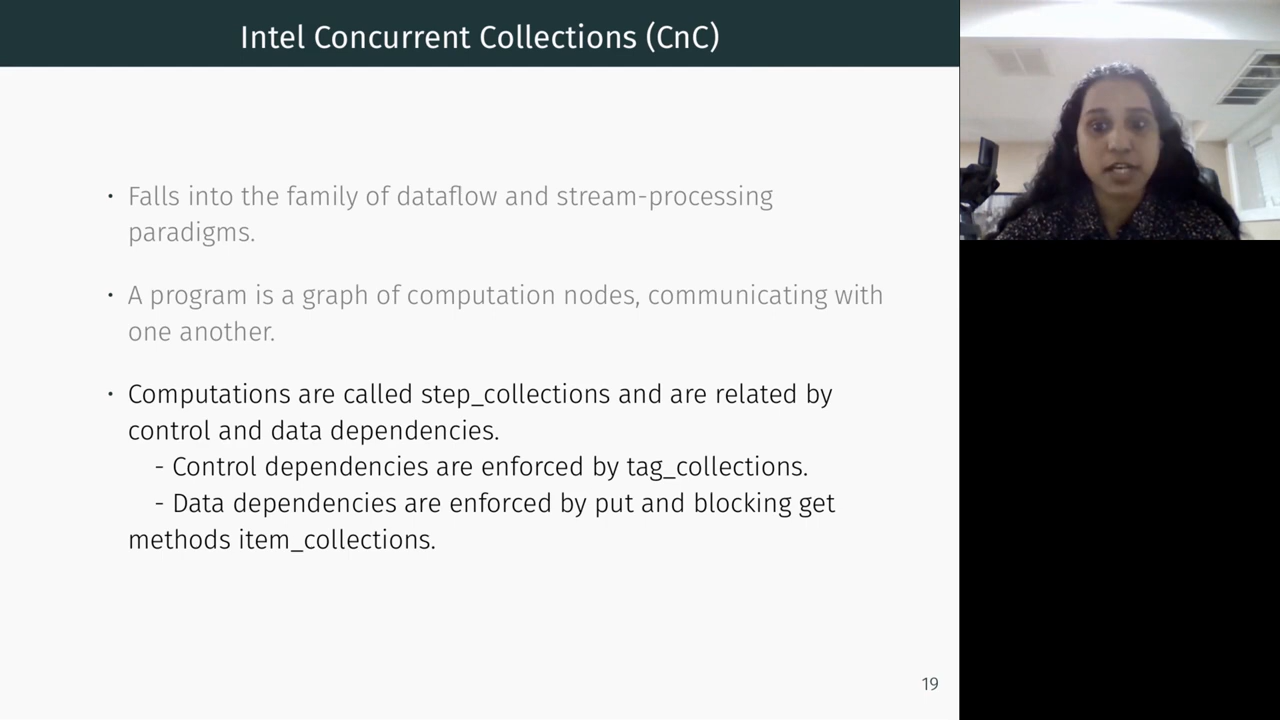 Intel Concurrent Collections (CnC)
• Falls into the family of dataflow and stream-processing
paradigms.
• A program is a graph of computation nodes, communicating with
one another.
• Computations are called step_collections and are related by
control and data dependencies.
- Control dependencies are enforced by tag_collections.
- Data dependencies are enforced by put and blocking get
methods item_collections.
19